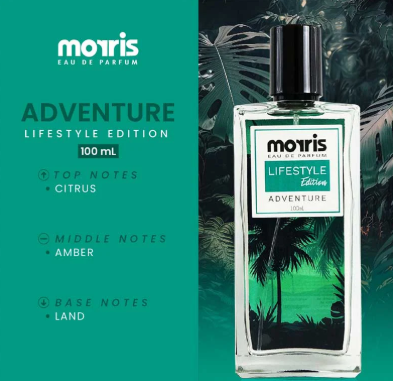 morris
EAU DE PARFUM
ADVENTURE
LIFESTYLE EDITION
100 mL
TOP NOTES
• CITRUS
MIDDLE NOTES
• AMBER
BASE NOTES
• LAND
morris
EAU DE PARFUM
LIFESTYLE
Edition
ADVENTURE
100mL